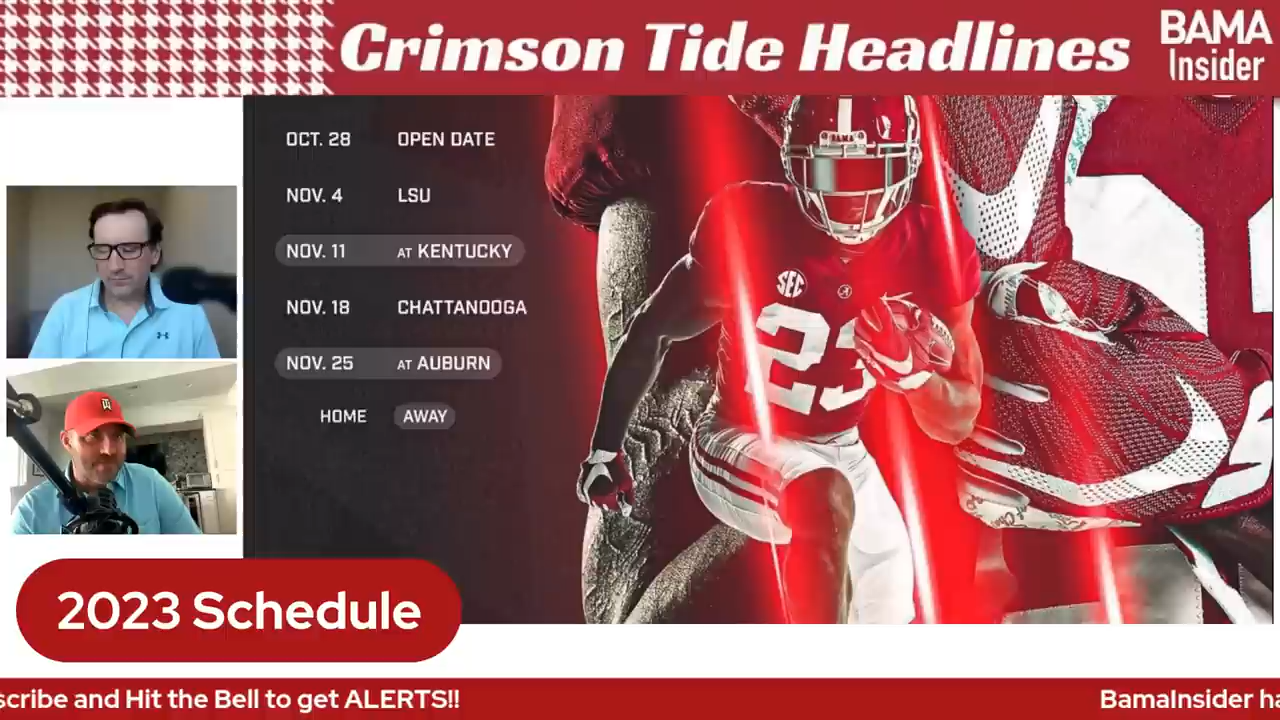 Crimson Tide Headlines
BAMA
Insider
OCT. 28 OPEN DATE
NOV. 4 LSU
NOV. 11 AT KENTUCKY
NOV. 18 CHATTANOOGA
NOV. 25 AT AUBURN
HOME AWAY
SEC
23
2023 Schedule
scribe and Hit the Bell to get ALERTS!!
BamaInsider ha